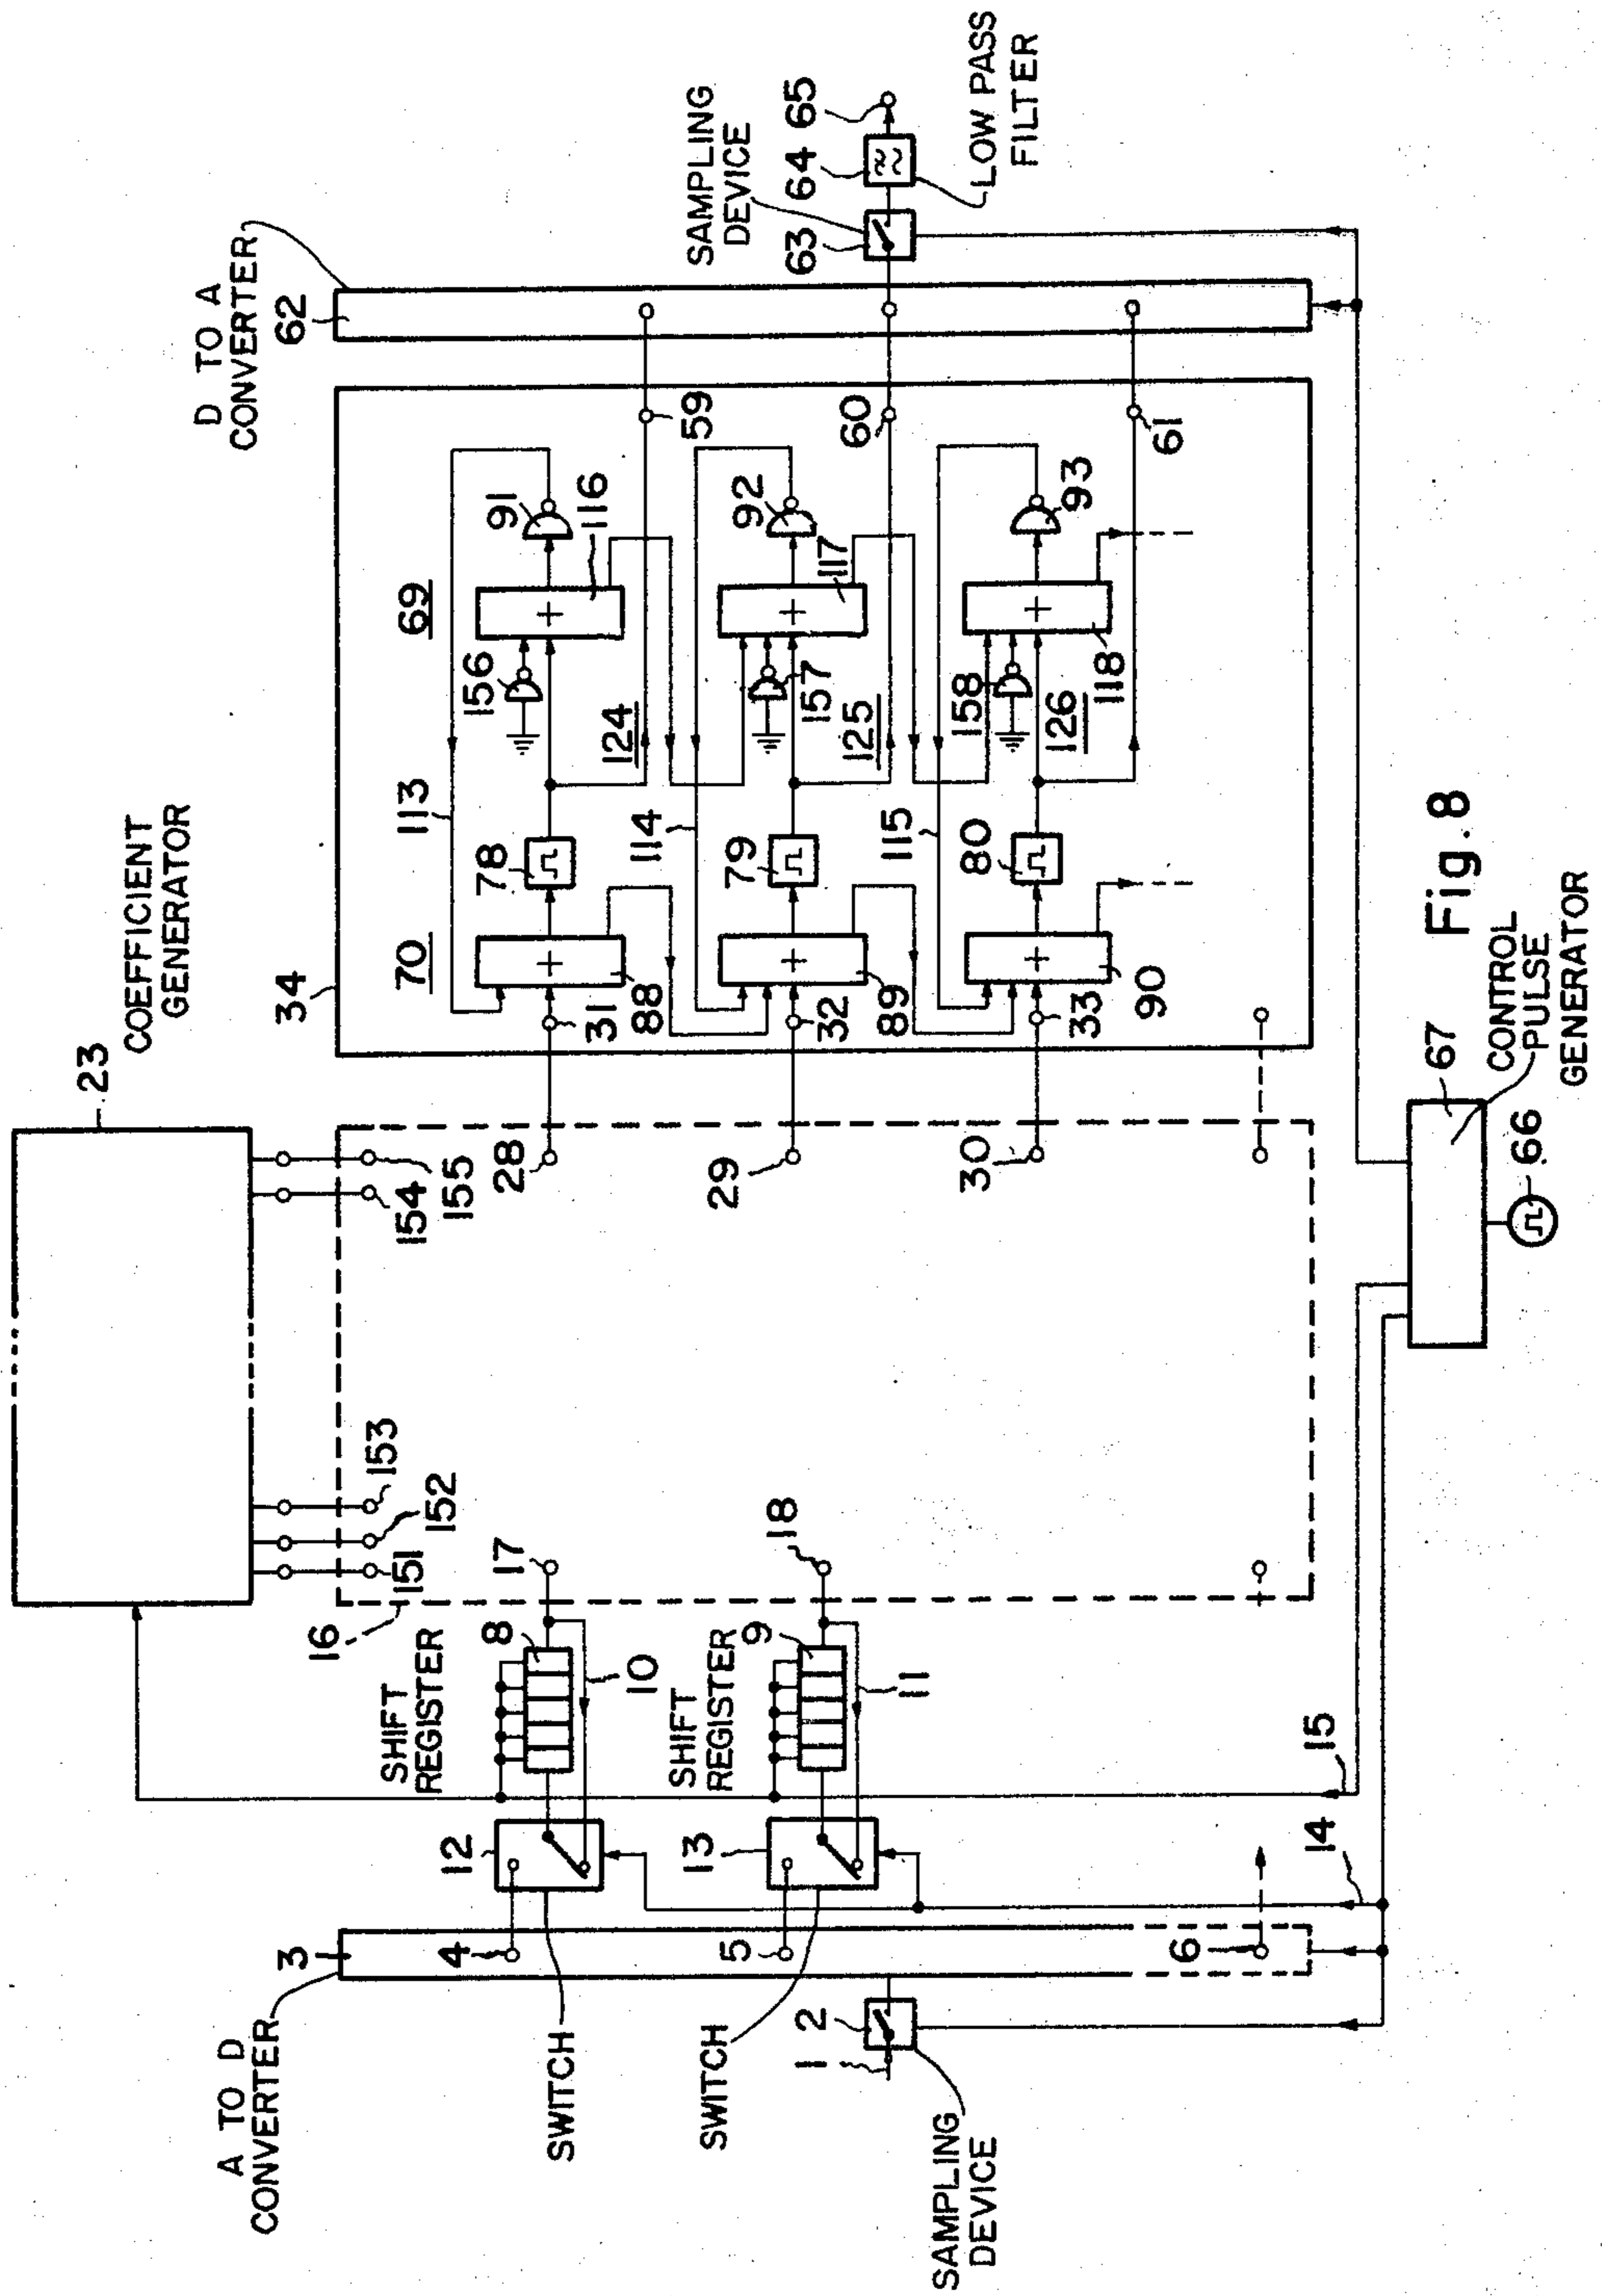 A TO D
CONVERTER
3
4
5
6
SAMPLING
DEVICE
1
2
SWITCH
SWITCH
12
13
14
15
SHIFT
REGISTER
8
10
SHIFT
REGISTER
9
11
16
17
18
151
152
153
154
155
23
COEFFICIENT
GENERATOR
28
29
30
34
70
69
31
88
78
113
156
124
91
116
59
32
89
79
114
157
125
92
117
60
33
90
80
115
158
126
93
118
61
D TO A
CONVERTER
62
SAMPLING
DEVICE
63
64
65
LOW PASS
FILTER
66
67
CONTROL
PULSE
GENERATOR
Fig.8